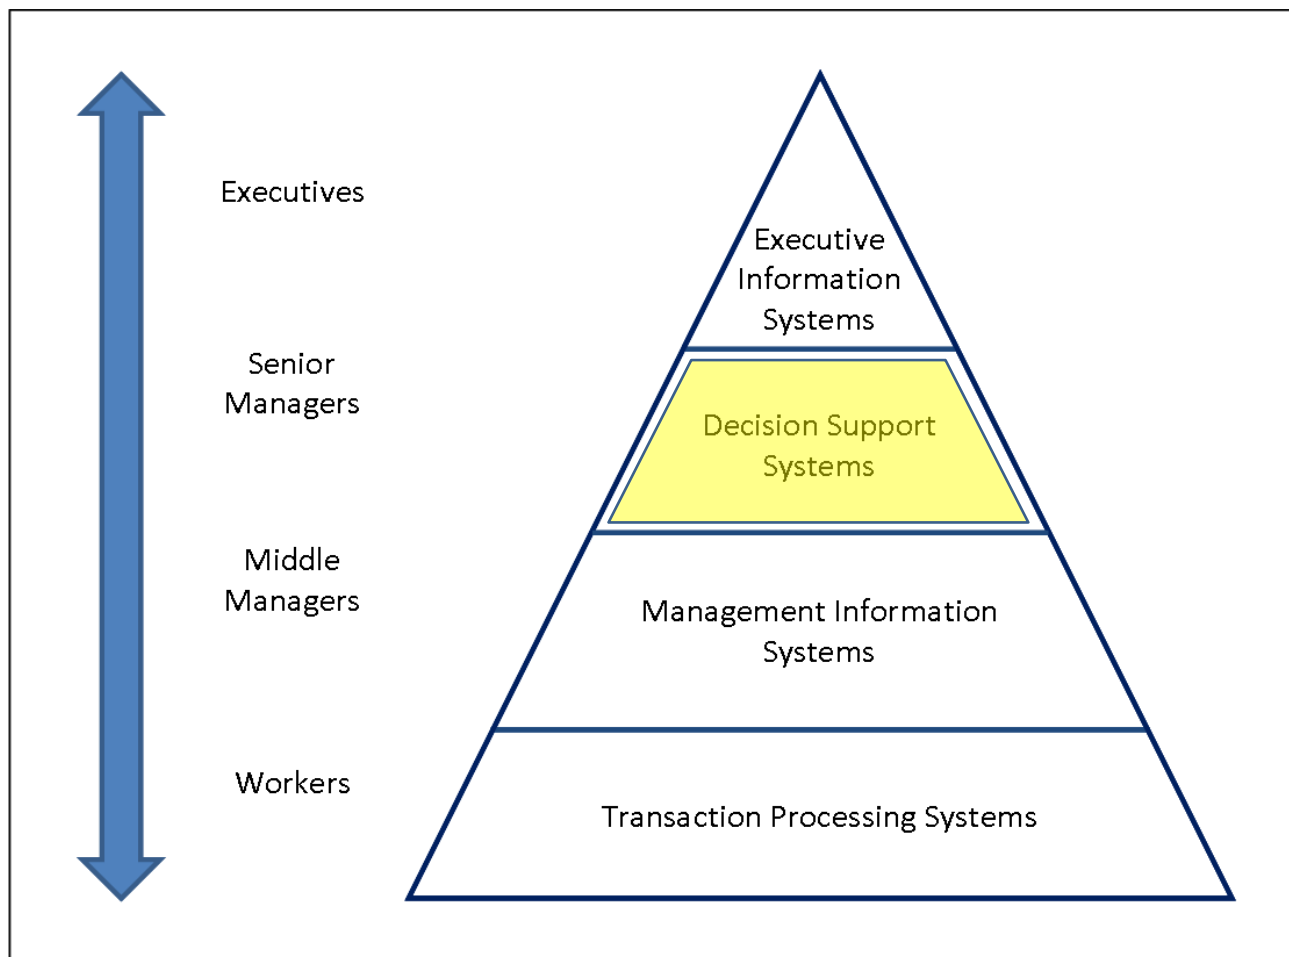 Executives
Executive
Information
Systems
Senior
Managers
Decision Support
Systems
Middle
Managers
Management Information
Systems
Workers
Transaction Processing Systems